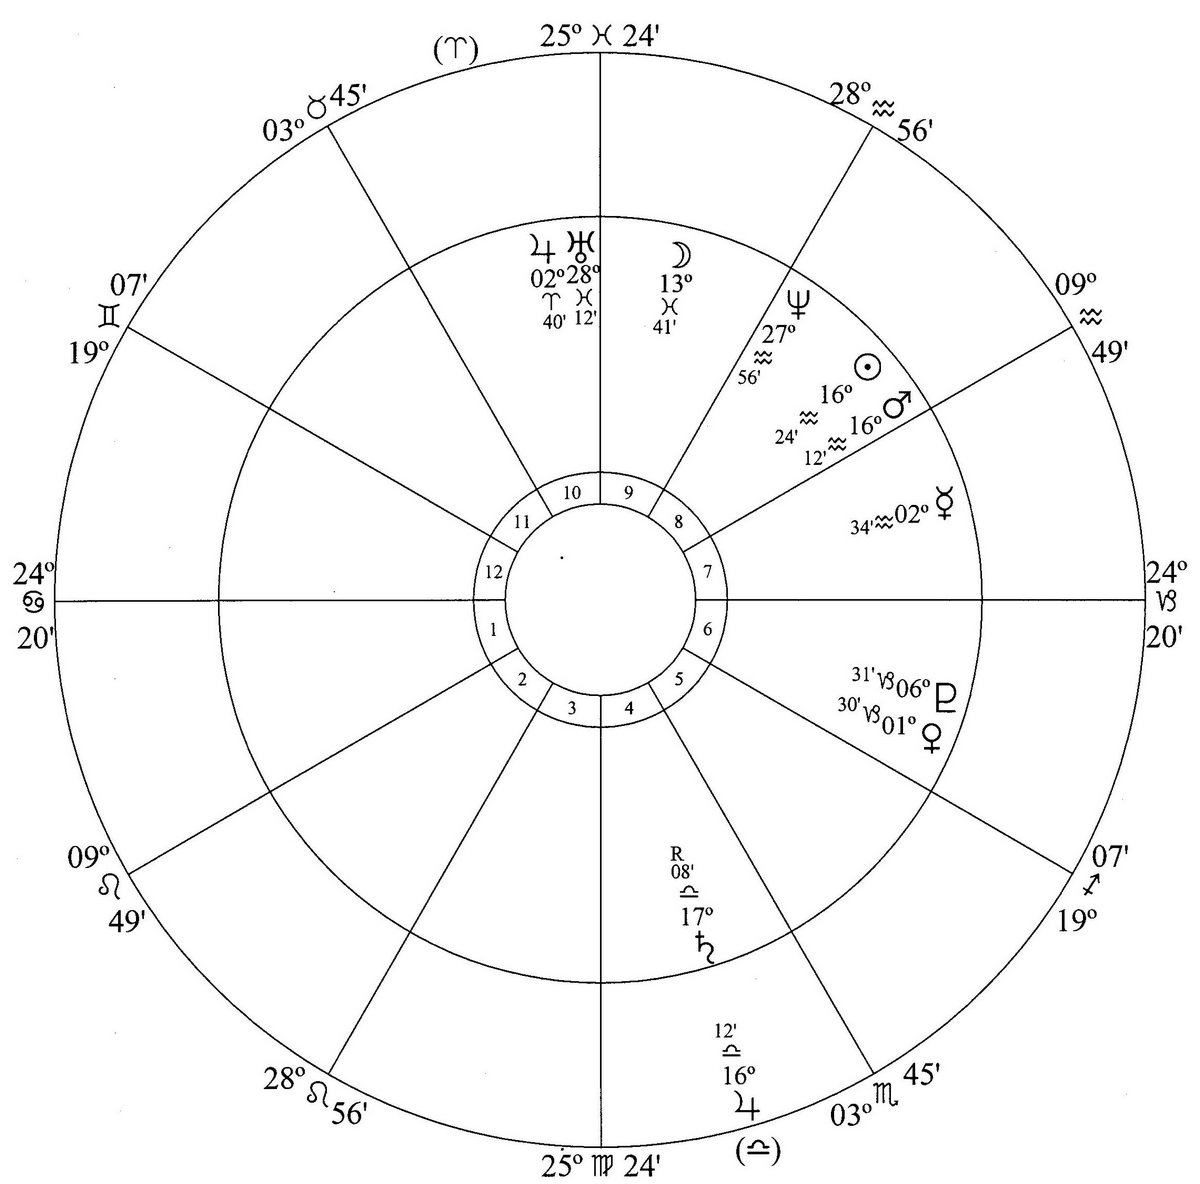 25º ♓ 24'
(♈)
28º ♒ 56'
03º ♉ 45'
♃ ♅ ☽
02º 28º 13º
♈ ♓ ♓
40' 12' 41'
07'
♊
19º
09º
♒
49'
♆
27º
♒
56'
☉
16º
♒
24'
♂
16º
♒
12'
34' ♒ 02º ☿
10 9
11 8
12 7
1 6
2 5
3 4
24º
♋
20'
24º
♑
20'
31' ♑ 06º ♇
30' ♑ 01º ♀
R
08'
♎
17º
♄
09º
♌
49'
07'
♐
19º
12'
♎
16º
♃
(♎)
28º ♌ 56'
45'
03º ♏
25º ♍ 24'